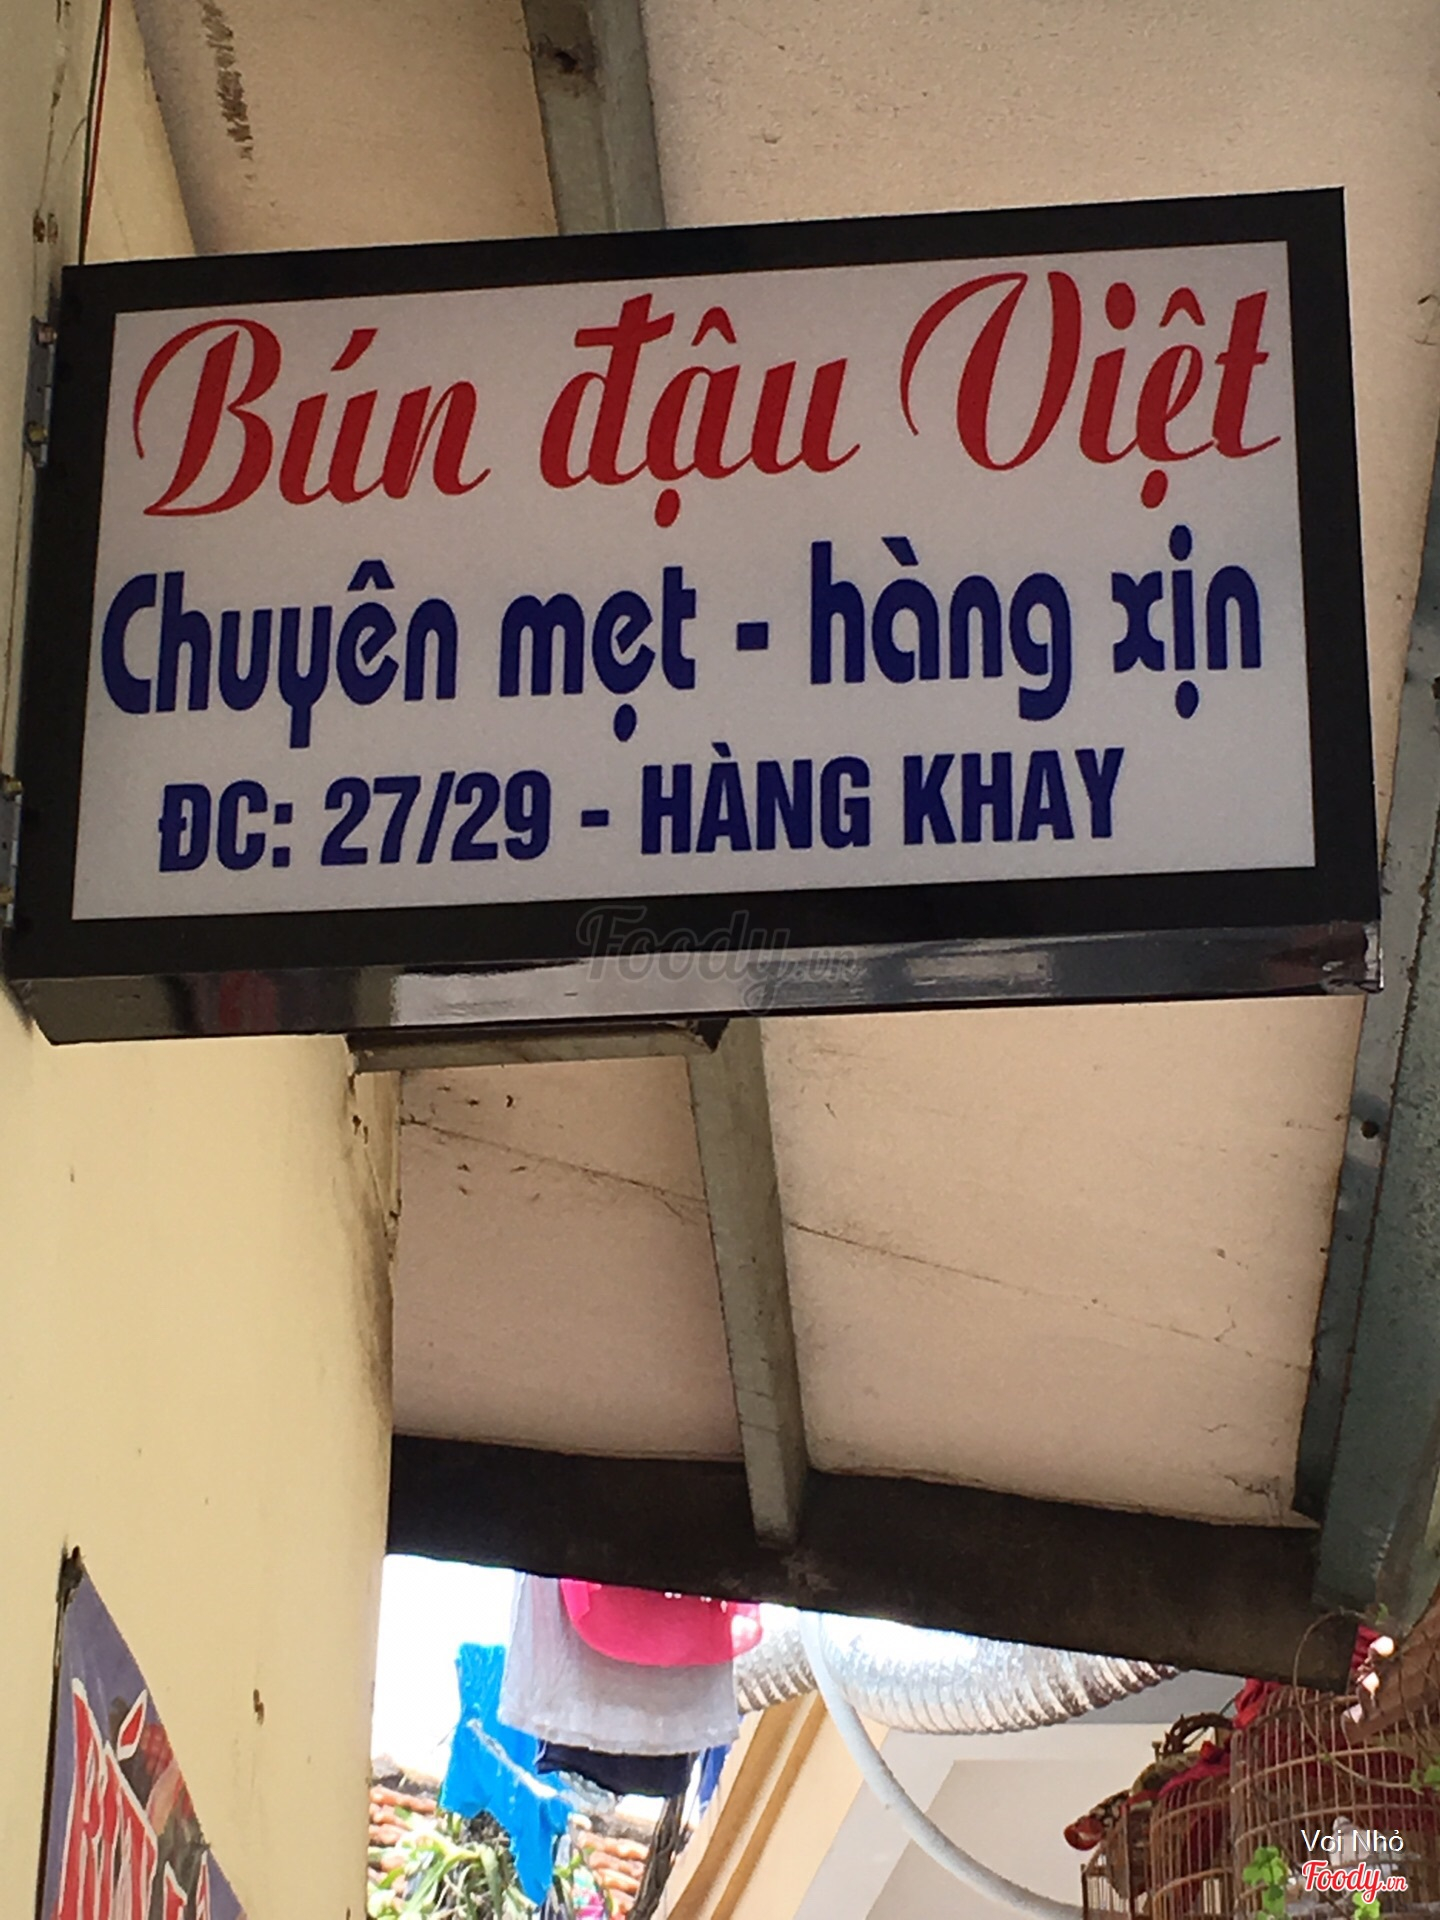 Bún đậu Việt
Chuyên mẹt - hàng xịn
ĐC: 27/29 - HÀNG KHAY
Foody.vn
Voi Nhỏ
Foody.vn